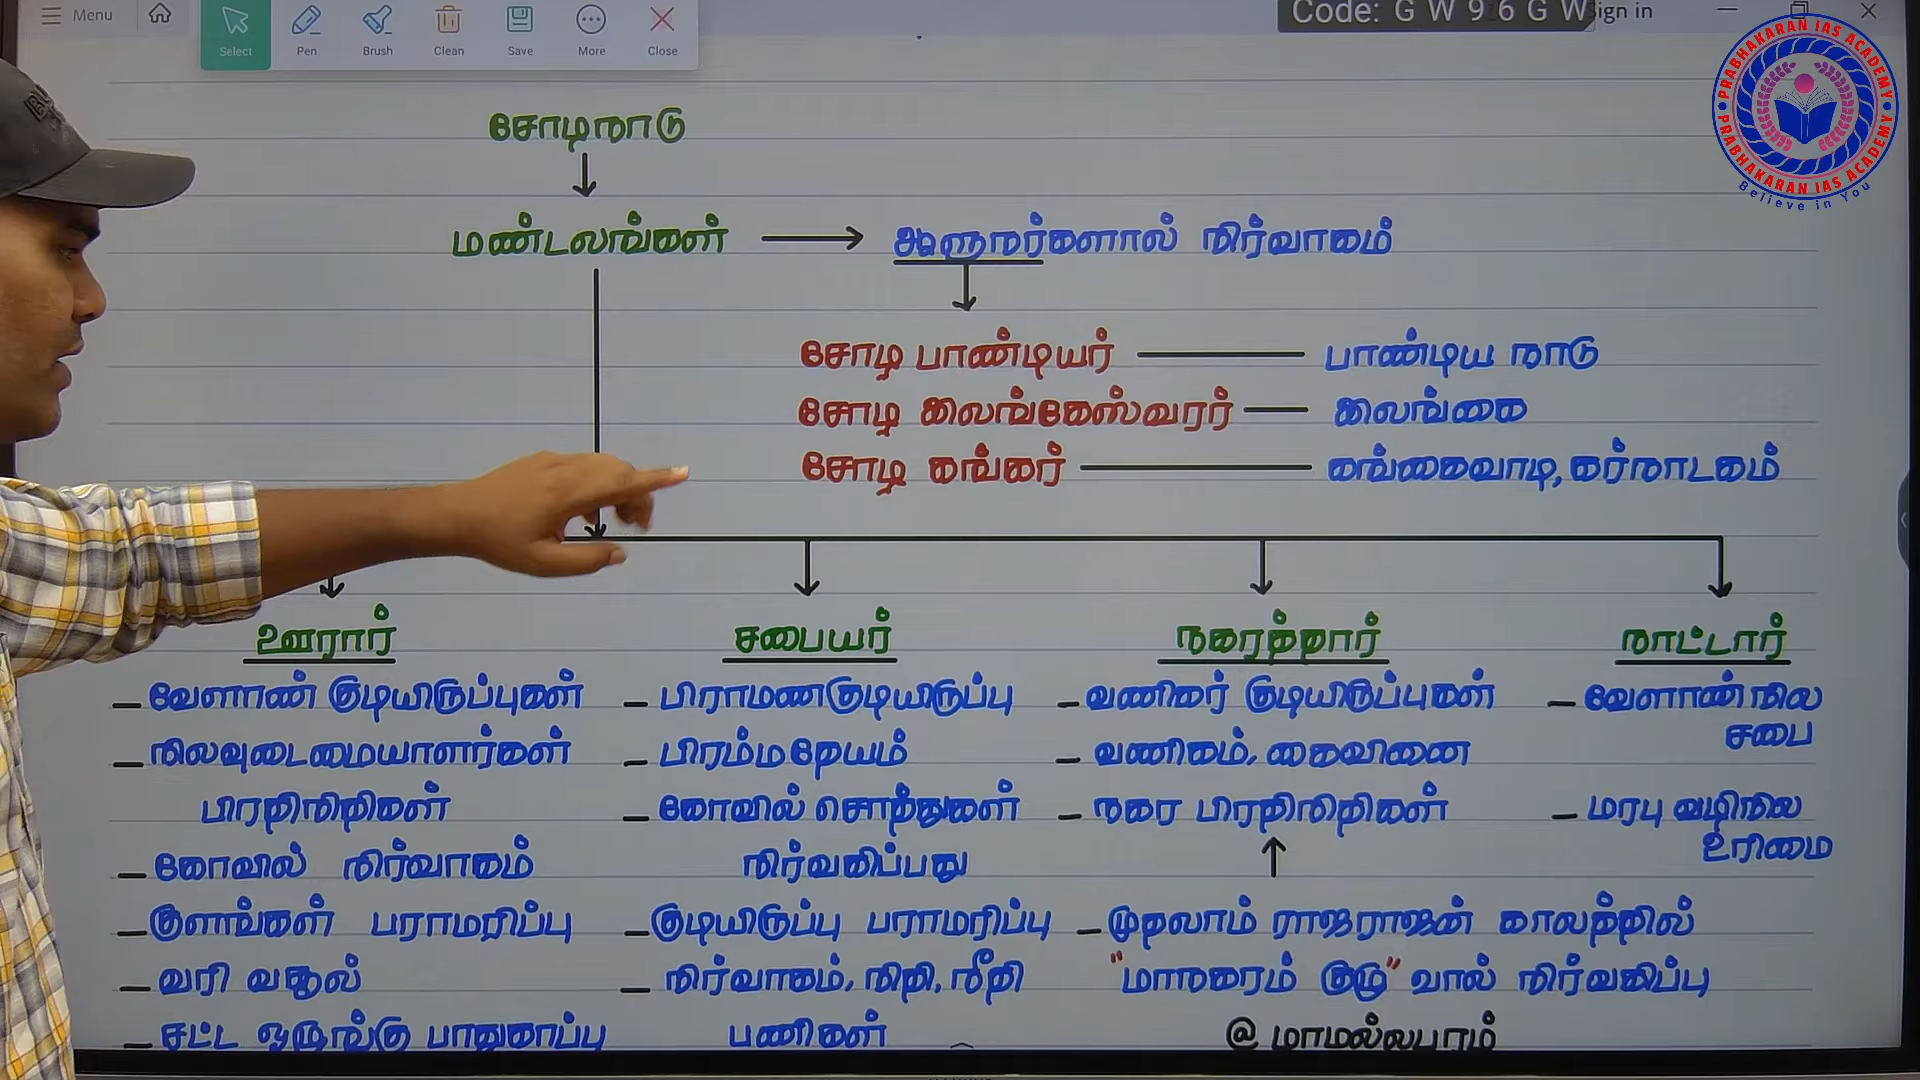 Menu
Select
Pen
Brush
Clean
Save
More
Close
Code: G W 9 6 G W
Sign in
PRABHAKARAN IAS ACADEMY
PRABHAKARAN IAS ACADEMY
Believe in You
சோழநாடு
மண்டலங்கள்
ஆளுநர்களால் நிர்வாகம்
சோழ பாண்டியர் பாண்டிய நாடு
சோழ இலங்கேஸ்வரர் இலங்கை
சோழ கங்கர் கங்கைவாடி, கர்நாடகம்
ஊரார்
– வேளாண் குடியிருப்புகள்
– நிலவுடைமையாளர்கள்
பிரதிநிதிகள்
– கோவில் நிர்வாகம்
– குளங்கள் பராமரிப்பு
– வரி வசூல்
– சட்ட ஒழுங்கு பாதுகாப்பு
சபையர்
– பிராமணகுடியிருப்பு
– பிரம்மதேயம்
– கோவில் சொத்துகள்
நிர்வகிப்பது
– குடியிருப்பு பராமரிப்பு
– நிர்வாகம், நிதி, நீதி
பணிகள்
நகரத்தார்
– வணிகர் குடியிருப்புகள்
– வணிகம், கைவினை
– நகர பிரதிநிதிகள்
– முதலாம் ராஜராஜன் காலத்தில்
"மாநகரம் குழு" வால் நிர்வகிப்பு
@ மாமல்லபுரம்
நாட்டார்
– வேளாண் நில
சபை
– மரபு வழிநில
உரிமை